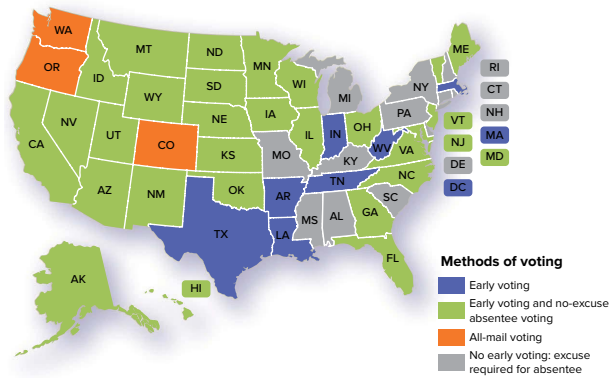 WA
OR
CA
NV
ID
MT
WY
UT
CO
AZ
NM
ND
SD
NE
KS
OK
TX
MN
IA
MO
AR
LA
WI
IL
MI
IN
OH
KY
TN
MS
AL
GA
FL
SC
NC
VA
WV
PA
NY
ME
RI
CT
NH
VT
MA
NJ
MD
DE
DC
AK
HI
Methods of voting
Early voting
Early voting and no-excuse
absentee voting
All-mail voting
No early voting: excuse
required for absentee